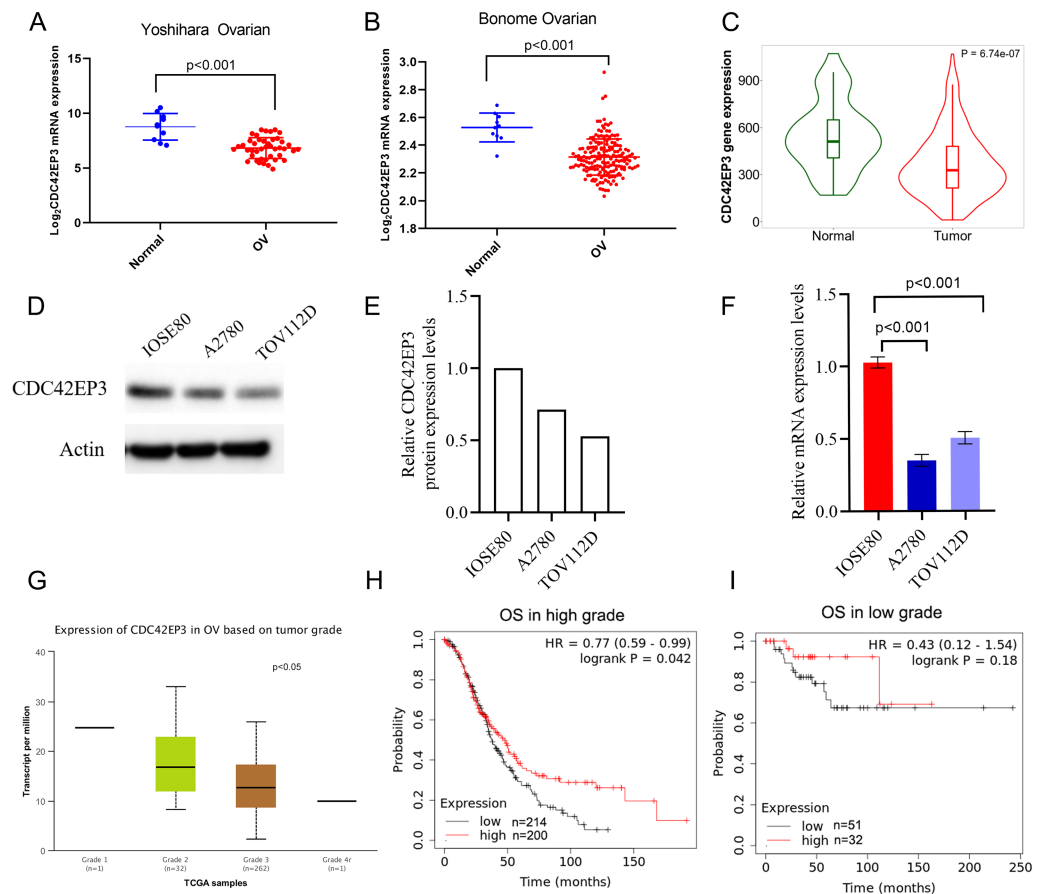 A
Yoshihara  Ovarian
p<0.001
Log2CDC42EP3 mRNA expression
15
10
5
0
Normal
OV
B
Bonome Ovarian
p<0.001
Log2CDC42EP3 mRNA expression
3.0
2.8
2.6
2.4
2.2
2.0
1.8
Normal
OV
C
P = 6.74e-07
CDC42EP3 gene expression
900
600
300
0
Normal
Tumor
D
IOSE80
A2780
TOV112D
CDC42EP3
Actin
E
Relative CDC42EP3
protein expression levels
1.5
1.0
0.5
0.0
IOSE80
A2780
TOV112D
F
p<0.001
p<0.001
Relative mRNA expression levels
1.5
1.0
0.5
0.0
IOSE80
A2780
TOV112D
G
Expression of CDC42EP3 in OV based on tumor grade
p<0.05
Transcript per million
40
30
20
10
0
Grade 1
(n=1)
Grade 2
(n=32)
Grade 3
(n=262)
Grade 4r
(n=1)
TCGA samples
H
OS in high grade
HR = 0.77 (0.59 - 0.99)
logrank P = 0.042
Probability
1.0
0.8
0.6
0.4
0.2
0.0
Expression
low n=214
high n=200
0
50
100
150
Time (months)
I
OS in low grade
HR = 0.43 (0.12 - 1.54)
logrank P = 0.18
Probability
1.0
0.8
0.6
0.4
0.2
0.0
Expression
low n=51
high n=32
0
50
100
150
200
250
Time (months)